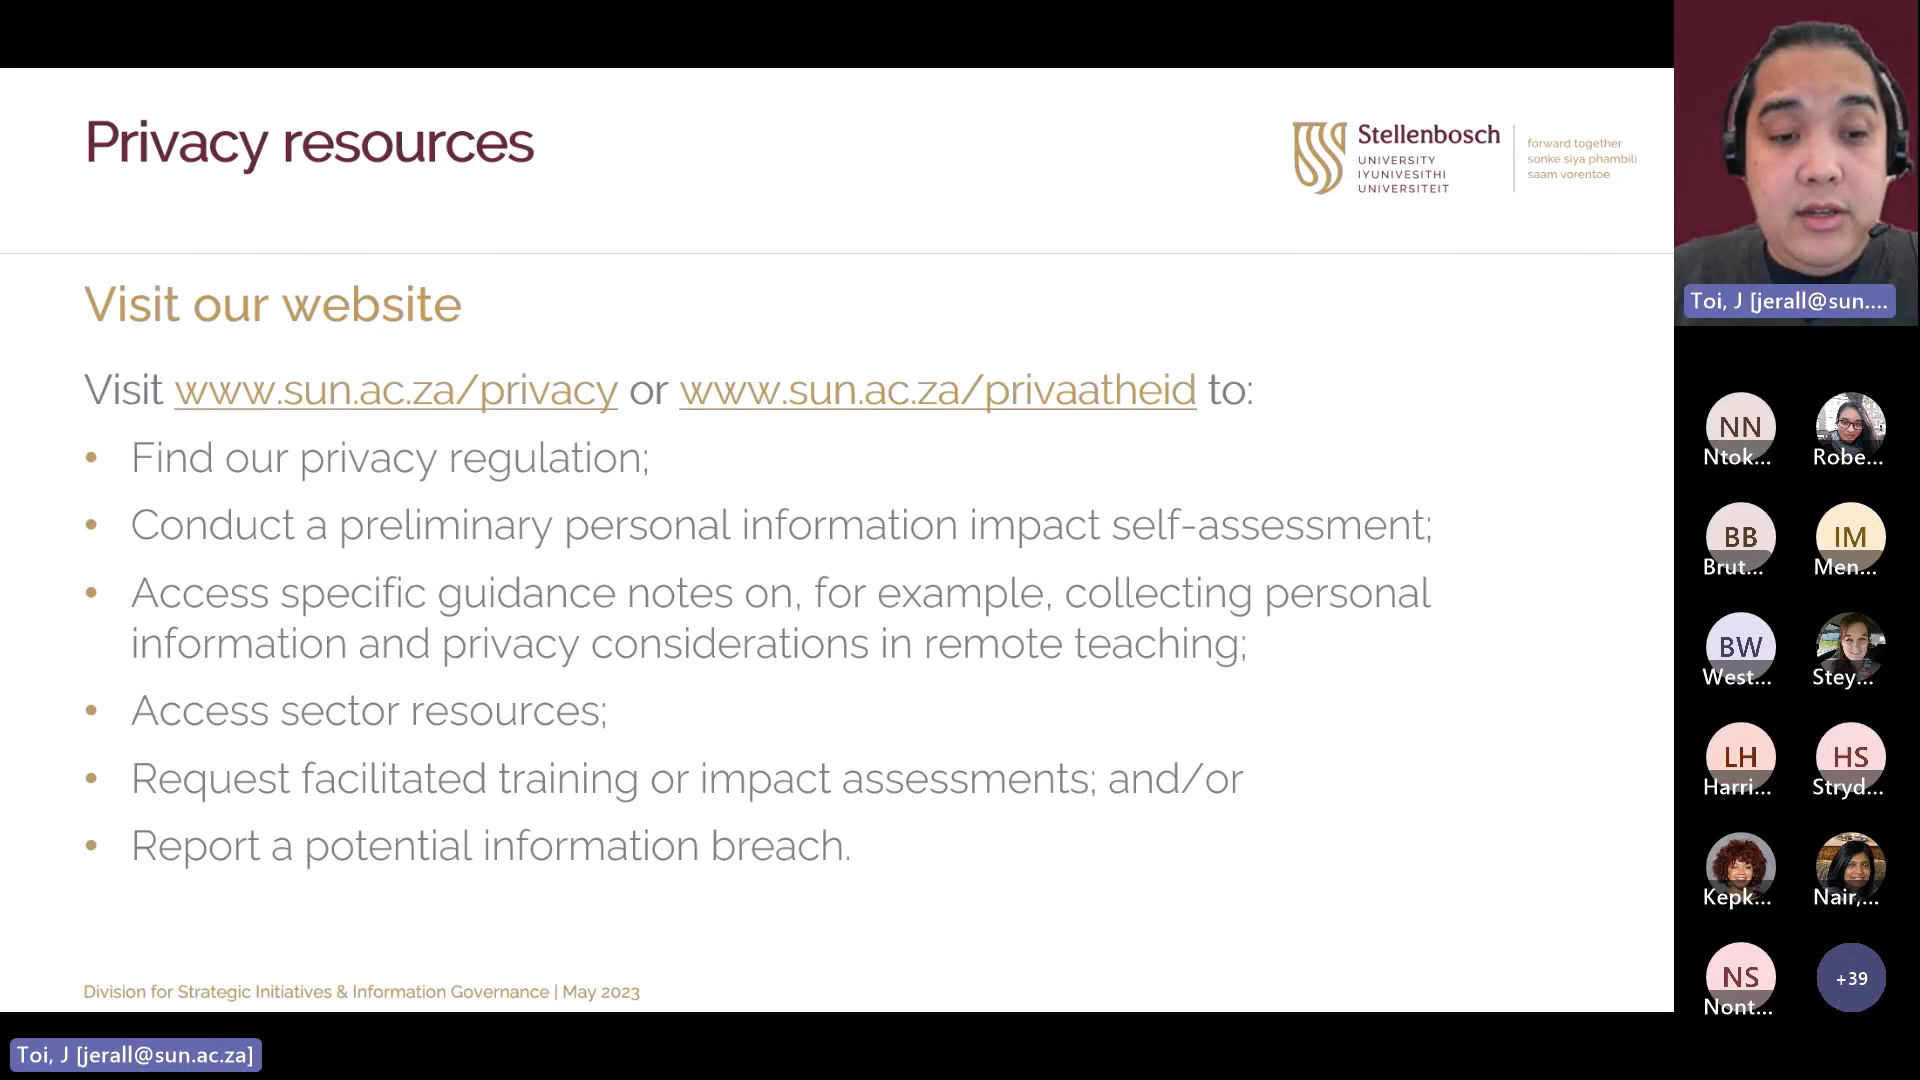 Privacy resources
Stellenbosch
UNIVERSITY
IYUNIVESITHI
UNIVERSITEIT
forward together
sonke siya phambili
saam vorentoe
Visit our website
Visit www.sun.ac.za/privacy or www.sun.ac.za/privaatheid to:
• Find our privacy regulation;
• Conduct a preliminary personal information impact self-assessment;
• Access specific guidance notes on, for example, collecting personal
information and privacy considerations in remote teaching;
• Access sector resources;
• Request facilitated training or impact assessments; and/or
• Report a potential information breach.
Division for Strategic Initiatives & Information Governance | May 2023
Toi, J [jerall@sun.ac.za]
Toi, J [jerall@sun....
NN
Ntok...
Robe...
BB
Brut...
IM
Men...
BW
West...
Stey...
LH
Harri...
HS
Stryd...
Kepk...
Nair,...
NS
Nont...
+39